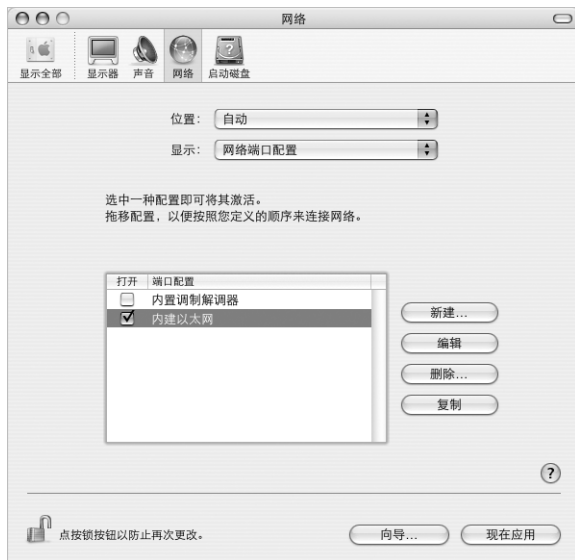 网络
显示全部 显示器 声音 网络 启动磁盘
位置： 自动
显示： 网络端口配置
选中一种配置即可将其激活。
拖移配置，以便按照您定义的顺序来连接网络。
打开 端口配置
内置调制解调器
内建以太网
新建...
编辑
删除...
复制
?
点按锁按钮以防止再次更改。
向导... 现在应用